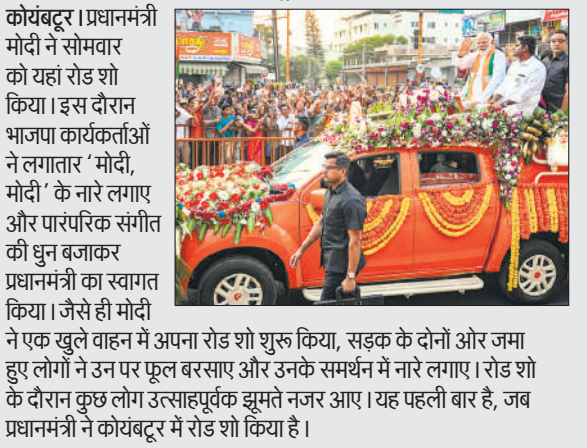 कोयंबटूर । प्रधानमंत्री
मोदी ने सोमवार
को यहां रोड शो
किया । इस दौरान
भाजपा कार्यकर्ताओं
ने लगातार ‘ मोदी,
मोदी ’ के नारे लगाए
और पारंपरिक संगीत
की धुन बजाकर
प्रधानमंत्री का स्वागत
किया । जैसे ही मोदी
ने एक खुले वाहन में अपना रोड शो शुरू किया, सड़क के दोनों ओर जमा
हुए लोगों ने उन पर फूल बरसाए और उनके समर्थन में नारे लगाए । रोड शो
के दौरान कुछ लोग उत्साहपूर्वक झूमते नजर आए । यह पहली बार है, जब
प्रधानमंत्री ने कोयंबटूर में रोड शो किया है ।